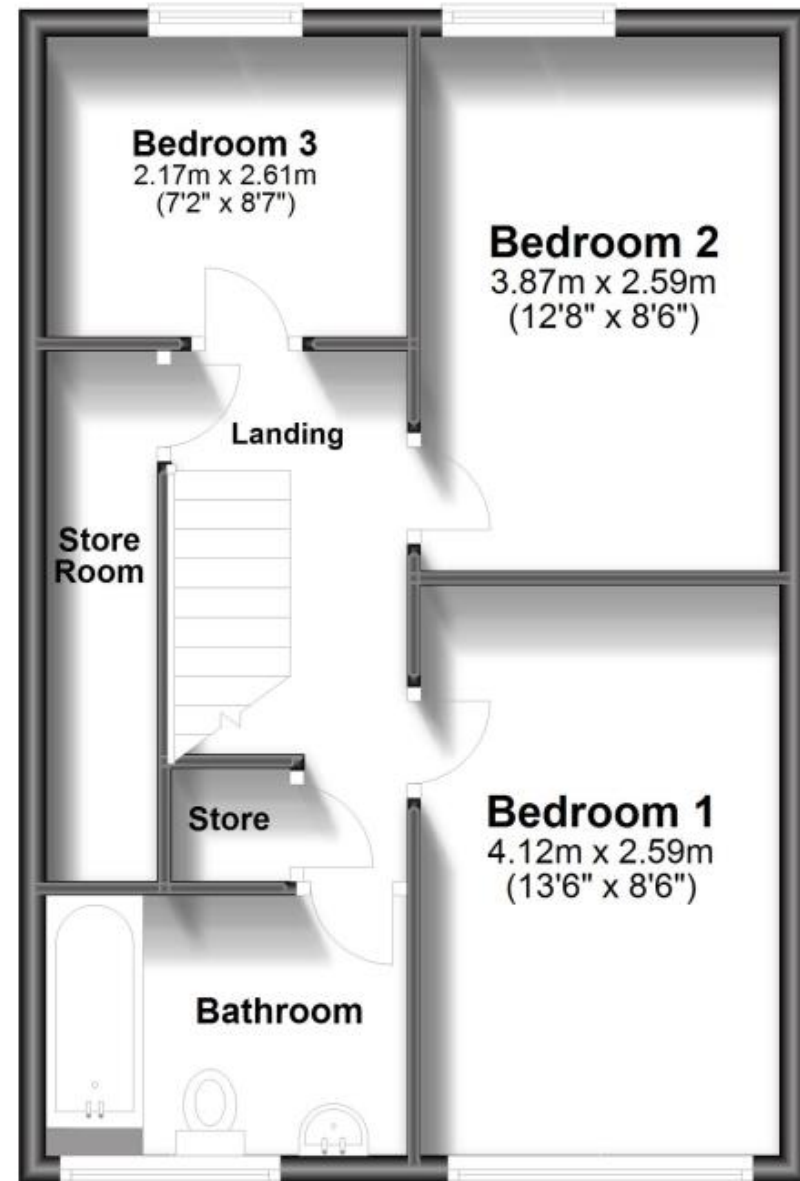 Bedroom 3
2.17m x 2.61m
(7'2" x 8'7")
Bedroom 2
3.87m x 2.59m
(12'8" x 8'6")
Landing
Store
Room
Store
Bedroom 1
4.12m x 2.59m
(13'6" x 8'6")
Bathroom